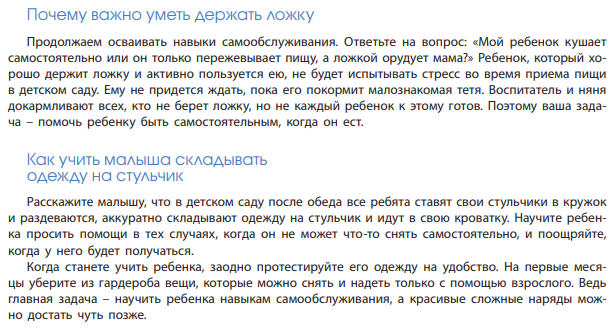 Почему важно уметь держать ложку
Продолжаем осваивать навыки самообслуживания. Ответьте на вопрос: «Мой ребенок кушает
самостоятельно или он только пережевывает пищу, а ложкой орудует мама?» Ребенок, который хо-
рошо держит ложку и активно пользуется ею, не будет испытывать стресс во время приема пищи
в детском саду. Ему не придется ждать, пока его покормит малознакомая тетя. Воспитатель и няня
докармливают всех, кто не берет ложку, но не каждый ребенок к этому готов. Поэтому ваша зада-
ча – помочь ребенку быть самостоятельным, когда он ест.
Как учить малыша складывать
одежду на стульчик
Расскажите малышу, что в детском саду после обеда все ребята ставят свои стульчики в кружок
и раздеваются, аккуратно складывают одежду на стульчик и идут в свою кроватку. Научите ребен-
ка просить помощи в тех случаях, когда он не может что-то снять самостоятельно, и поощряйте,
когда у него будет получаться.
Когда станете учить ребенка, заодно протестируйте его одежду на удобство. На первые меся-
цы уберите из гардероба вещи, которые можно снять и надеть только с помощью взрослого. Ведь
главная задача – научить ребенка навыкам самообслуживания, а красивые сложные наряды мож-
но достать чуть позже.